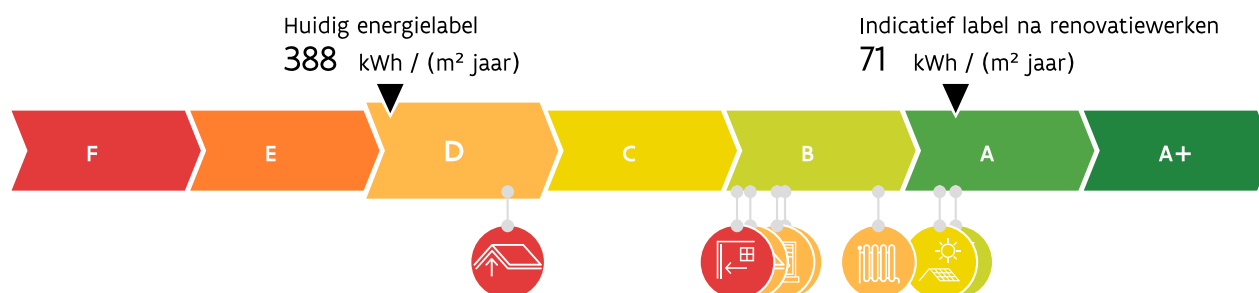 Huidig energielabel
388 kWh / (m² jaar)
Indicatief label na renovatiewerken
71 kWh / (m² jaar)
F E D C B A A+